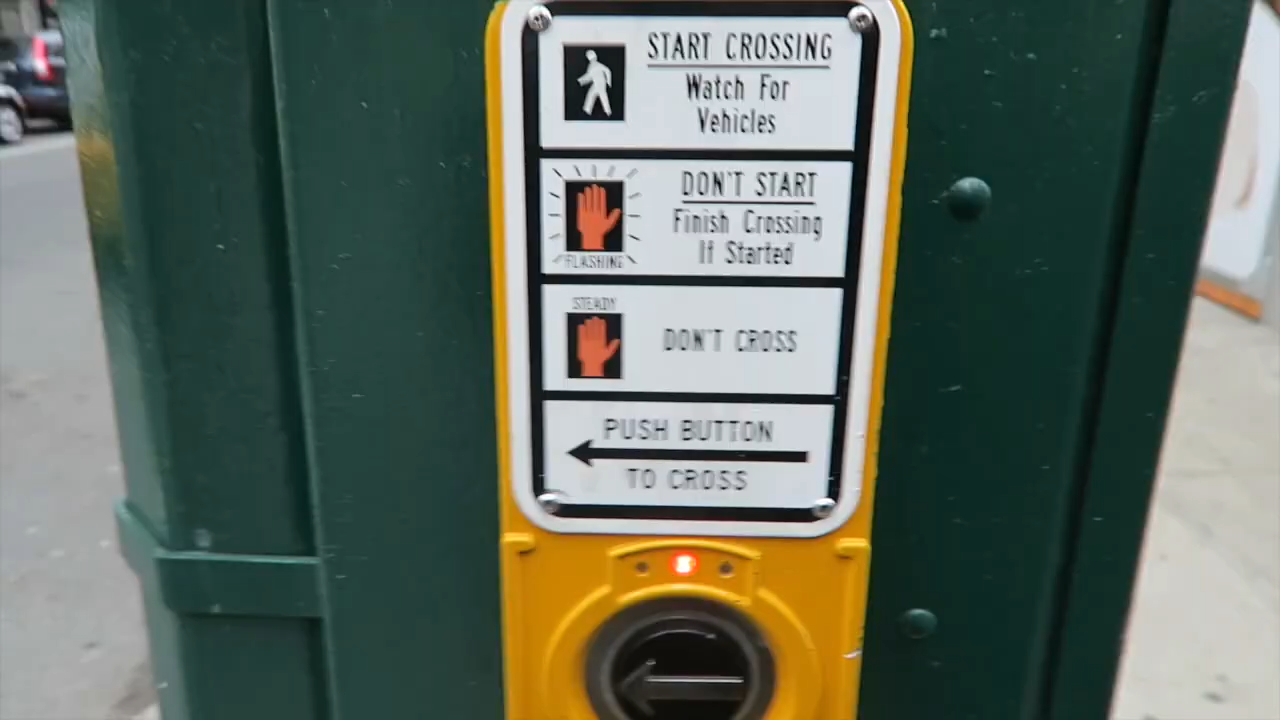 START CROSSING
Watch For
Vehicles
DON'T START
Finish Crossing
If Started
FLASHING
STEADY
DON'T CROSS
PUSH BUTTON
TO CROSS